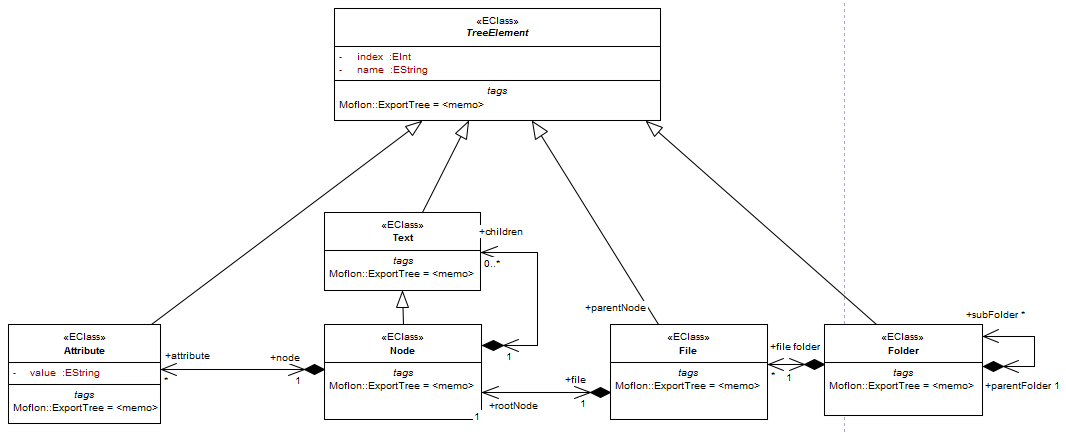 «EClass»
TreeElement
- index :EInt
- name :EString
tags
Moflon::ExportTree = <memo>
«EClass»
Text
tags
Moflon::ExportTree = <memo>
+children
0..*
+parentNode
1
«EClass»
Attribute
- value :EString
tags
Moflon::ExportTree = <memo>
+attribute
*
+node
1
«EClass»
Node
tags
Moflon::ExportTree = <memo>
1
+rootNode
+file
1
«EClass»
File
tags
Moflon::ExportTree = <memo>
+file folder
* 1
«EClass»
Folder
tags
Moflon::ExportTree = <memo>
+subFolder *
+parentFolder 1